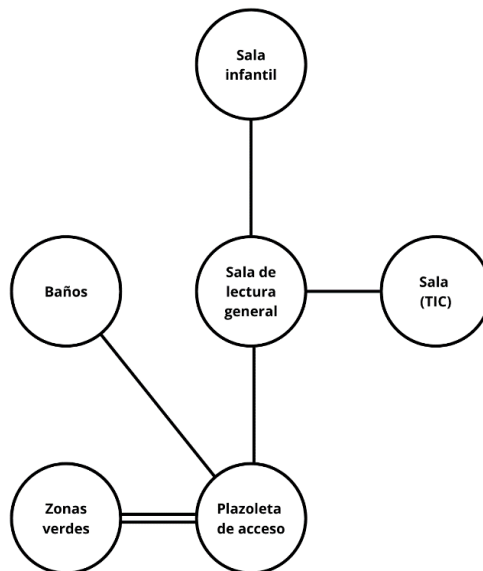 Sala
infantil
Baños
Sala de
lectura
general
Sala
(TIC)
Zonas
verdes
Plazoleta
de acceso